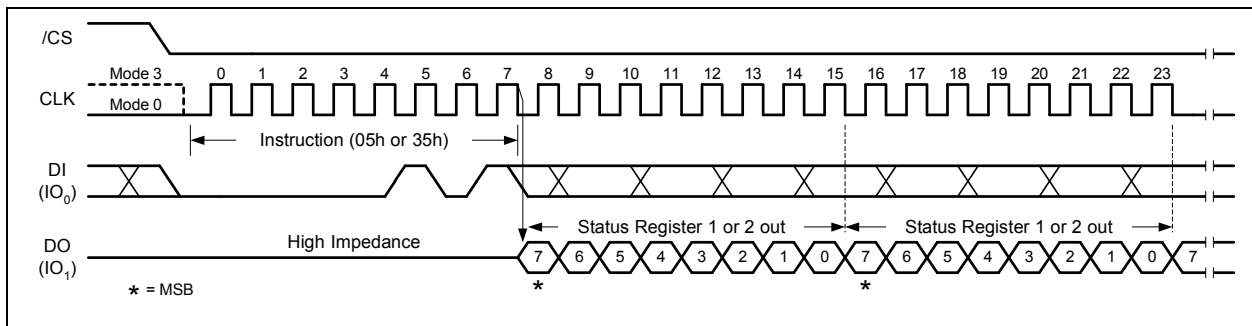 /CS
Mode 3 0 1 2 3 4 5 6 7 8 9 10 11 12 13 14 15 16 17 18 19 20 21 22 23
CLK Mode 0
Instruction (05h or 35h)
DI
(IO0)
Status Register 1 or 2 out Status Register 1 or 2 out
DO High Impedance
(IO1) 7 6 5 4 3 2 1 0 7 6 5 4 3 2 1 0 7
* *
* = MSB